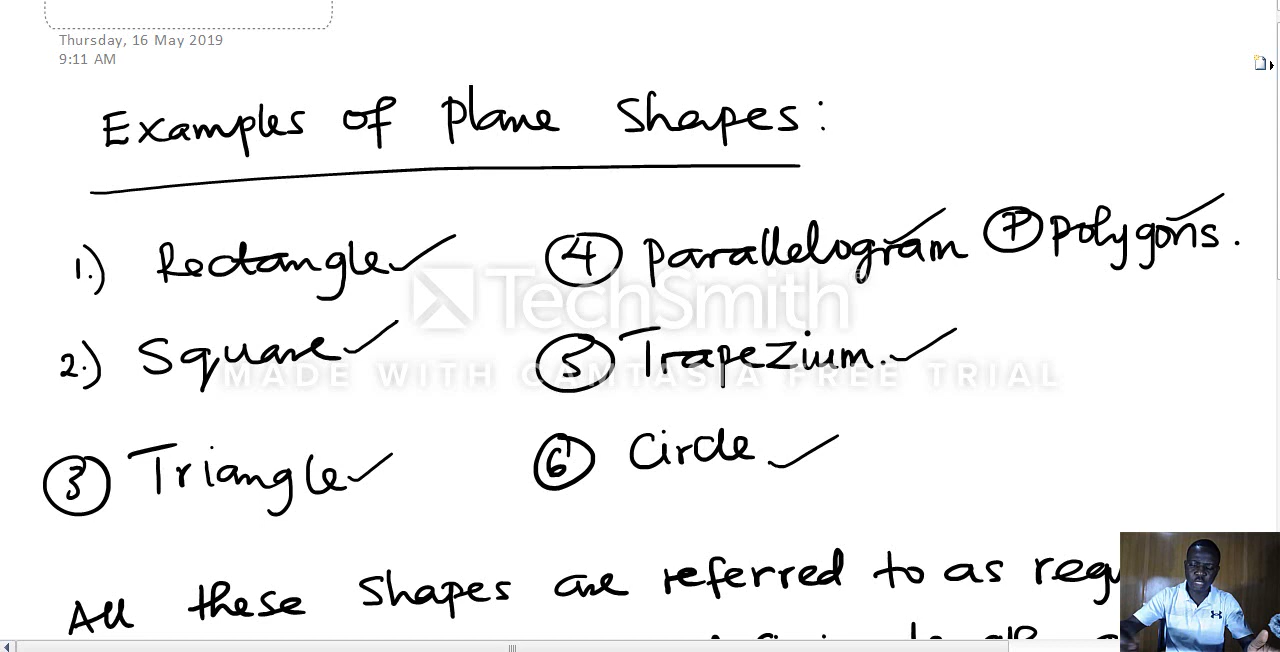 Thursday, 16 May 2019
9:11 AM
Examples of Plane Shapes:
1.) Rectangle ✓
④ parallelogram ✓
⑦ polygons. ✓
2.) Square ✓
⑤ Trapezium. ✓
③ Triangle ✓
⑥ Circle ✓
All these shapes are referred to as reg
TechSmith
MADE WITH CAMTASIA FREE TRIAL